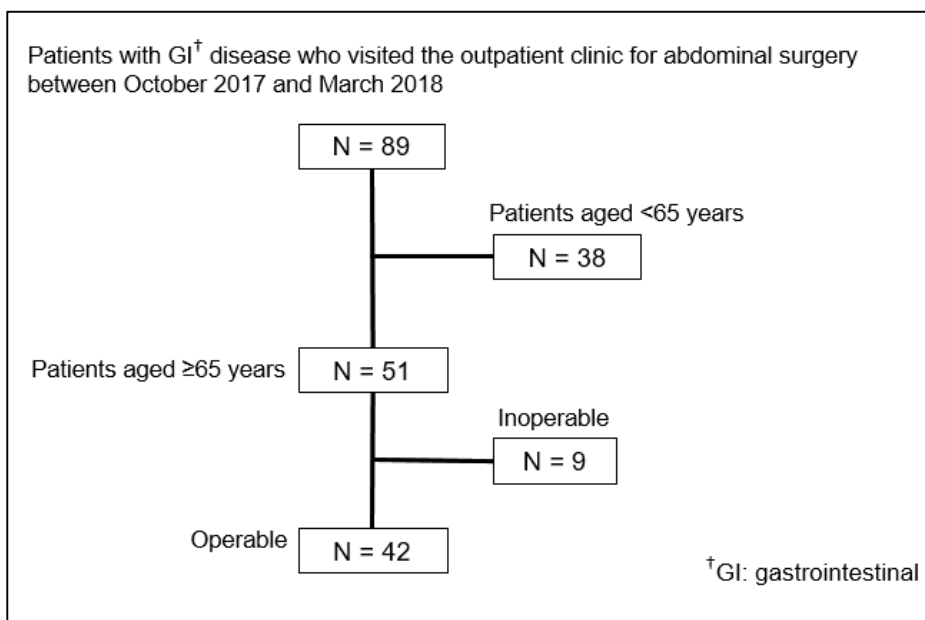 Patients with GI† disease who visited the outpatient clinic for abdominal surgery
between October 2017 and March 2018
N = 89
Patients aged <65 years
N = 38
Patients aged ≥65 years
N = 51
Inoperable
N = 9
Operable
N = 42
†GI: gastrointestinal